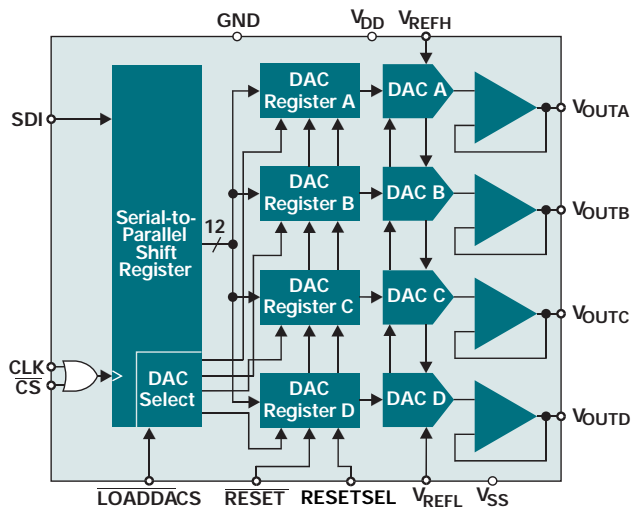 GND
VDD
VREFH
SDI
Serial-to-
Parallel
Shift
Register
12
DAC
Register A
DAC A
VOUTA
DAC
Register B
DAC B
VOUTB
DAC
Register C
DAC C
VOUTC
DAC
Register D
DAC D
VOUTD
CLK
CS
DAC
Select
LOADDACS
RESET
RESETSEL
VREFL
VSS